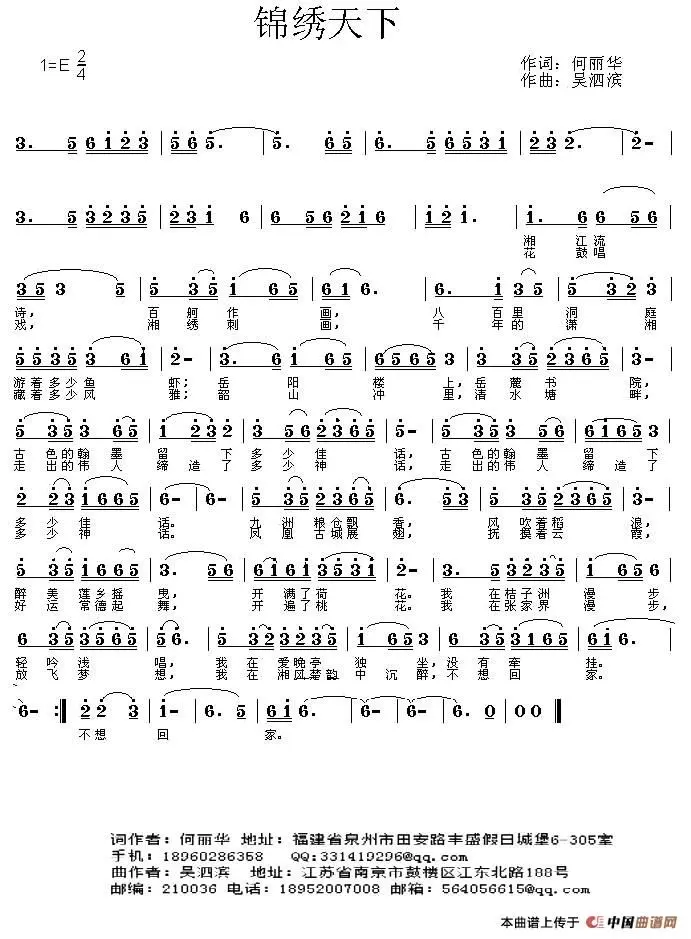 锦绣天下
1=E 2/4
作词：何丽华
作曲：吴泗滨
湘江流
花鼓唱
诗，百舸作画，八百里洞庭
戏，湘绣刺画，千年的潇湘
游着多少鱼虾；岳阳楼上，岳麓书院，
藏着多少风雅；韶山冲里，清水塘畔，
古色的翰墨留下多少佳话，古色的翰墨留下
走出的伟人缔造了多少神话，走出的伟人缔造了
多少佳话。九洲粮仓飘香，风吹着稻浪，
多少神话。凤凰古城展翅，抚摸着云霞，
醉美莲乡摇曳，开满了荷花。我在桔子洲漫步，
好运常德起舞，开遍了桃花。我在张家界漫步，
轻吟浅唱，我在爱晚亭独坐，没有牵挂。
放飞梦想，我在湘风楚韵中沉醉，不想回家。
不想回家。
词作者：何丽华 地址：福建省泉州市田安路丰盛假日城堡6-305室
手机：18960286358 QQ:331419296@qq.com
曲作者：吴泗滨 地址：江苏省南京市鼓楼区江东北路188号
邮编：210036 电话：18952007008 邮箱：564056615@qq.com
本曲谱上传于 中国曲谱网